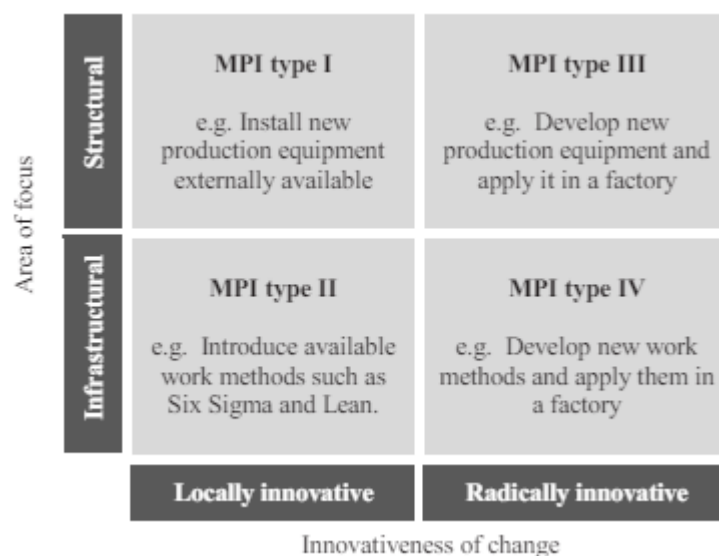 Area of focus
Structural
MPI type I
e.g. Install new
production equipment
externally available
MPI type III
e.g. Develop new
production equipment and
apply it in a factory
Infrastructural
MPI type II
e.g. Introduce available
work methods such as
Six Sigma and Lean.
MPI type IV
e.g. Develop new work
methods and apply them in
a factory
Locally innovative
Radically innovative
Innovativeness of change